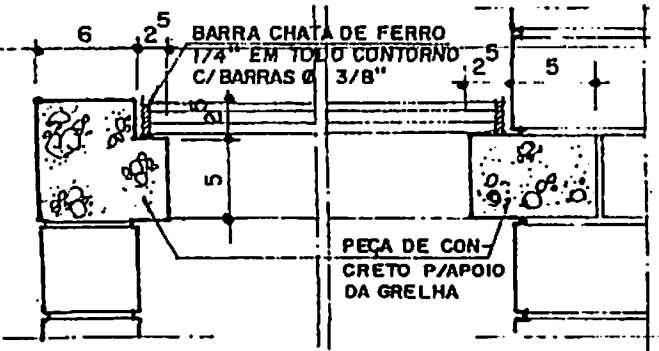 6 2⁵
BARRA CHATA DE FERRO
1/4" EM TODO CONTORNO
C/BARRAS Ø 3/8"
2⁵ 5
2⁵
5
PEÇA DE CON-
CRETO P/APOIO
DA GRELHA